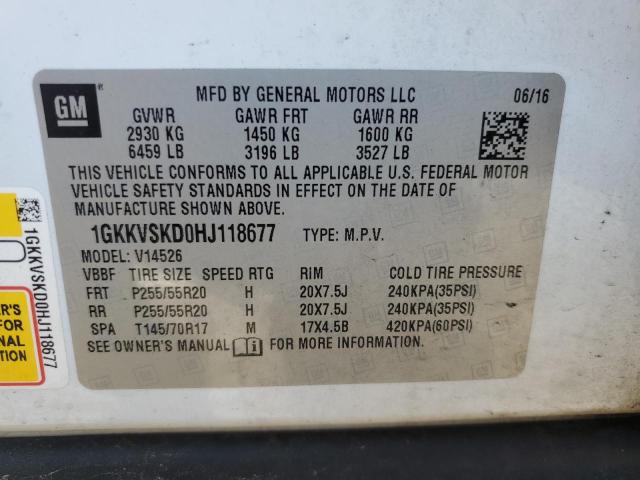 GM
MFD BY GENERAL MOTORS LLC 06/16
GVWR GAWR FRT GAWR RR
2930 KG 1450 KG 1600 KG
6459 LB 3196 LB 3527 LB
THIS VEHICLE CONFORMS TO ALL APPLICABLE U.S. FEDERAL MOTOR
VEHICLE SAFETY STANDARDS IN EFFECT ON THE DATE OF
MANUFACTURE SHOWN ABOVE.
1GKKVSKD0HJ118677 TYPE: M.P.V.
MODEL: V14526
VBBF TIRE SIZE SPEED RTG RIM COLD TIRE PRESSURE
FRT P255/55R20 H 20X7.5J 240KPA(35PSI)
RR P255/55R20 H 20X7.5J 240KPA(35PSI)
SPA T145/70R17 M 17X4.5B 420KPA(60PSI)
SEE OWNER'S MANUAL FOR MORE INFORMATION.
1GKKVSKD0HJ118677
ER'S
FOR
NAL
TION